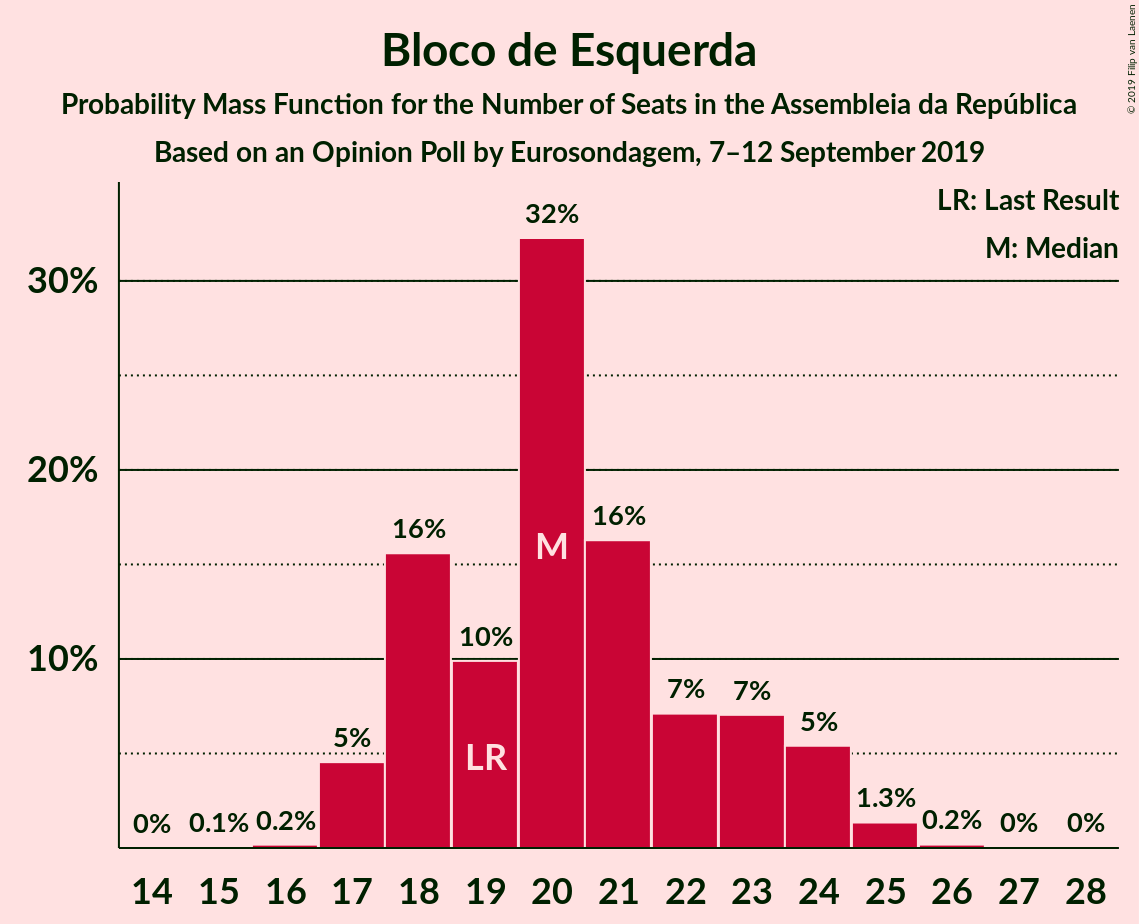 Bloco de Esquerda
Probability Mass Function for the Number of Seats in the Assembleia da República
Based on an Opinion Poll by Eurosondagem, 7–12 September 2019
© 2019 Filip van Laenen
LR: Last Result
M: Median
30%
20%
10%
0%
0.1%
0.2%
5%
16%
10%
32%
16%
7%
7%
5%
1.3%
0.2%
0%
0%
LR
M
14 15 16 17 18 19 20 21 22 23 24 25 26 27 28